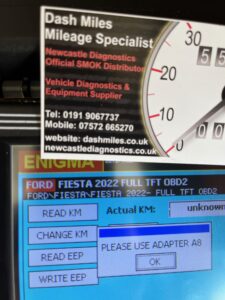 Dash Miles
Mileage Specialist
Newcastle Diagnostics
Official SMOK Distributor
Vehicle Diagnostics &
Equipment Supplier
Tel: 0191 9067737
Mobile: 07572 665270
website: dashmiles.co.uk
newcastlediagnostics.co.uk
30
20
10
0
ENIGMA
FORD FIESTA 2022 FULL TFT OBD2
FORD\FIESTA\FIESTA 2022- FULL TFT OBD2
READ KM
Actual KM:
unknown
CHANGE KM
PLEASE USE ADAPTER A8
READ EEP
OK
WRITE EEP